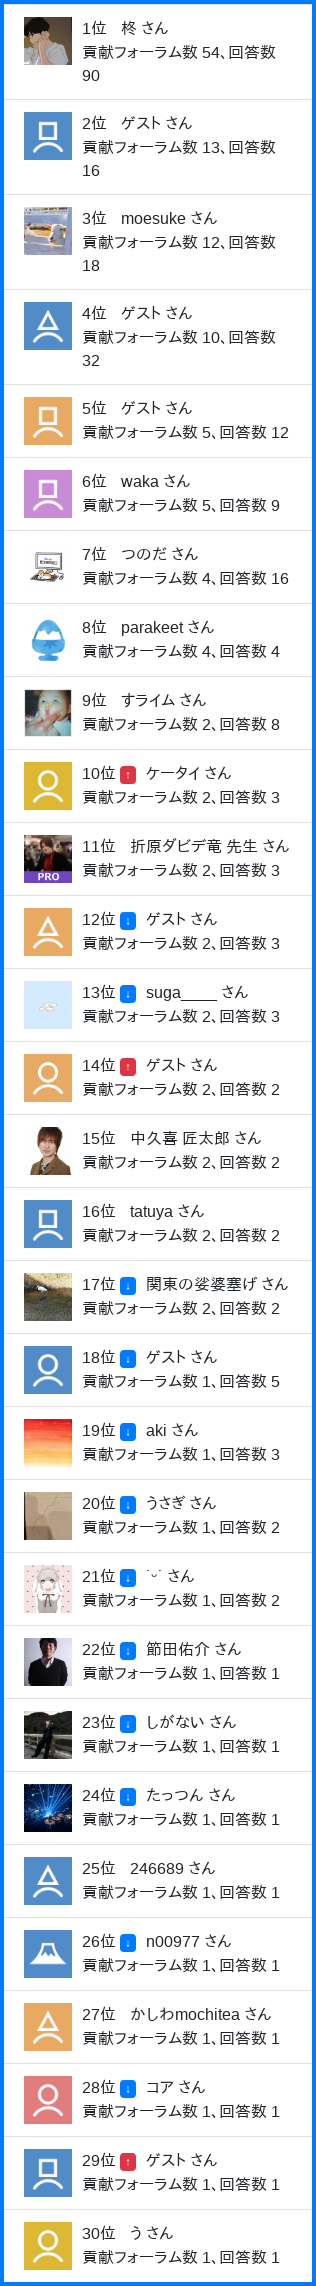 1位 柊 さん
貢献フォーラム数 54、回答数
90
2位 ゲスト さん
貢献フォーラム数 13、回答数
16
3位 moesuke さん
貢献フォーラム数 12、回答数
18
4位 ゲスト さん
貢献フォーラム数 10、回答数
32
5位 ゲスト さん
貢献フォーラム数 5、回答数 12
6位 waka さん
貢献フォーラム数 5、回答数 9
7位 つのだ さん
貢献フォーラム数 4、回答数 16
8位 parakeet さん
貢献フォーラム数 4、回答数 4
9位 すライム さん
貢献フォーラム数 2、回答数 8
10位 ↑ ケータイ さん
貢献フォーラム数 2、回答数 3
11位 折原ダビデ竜 先生 さん
PRO
貢献フォーラム数 2、回答数 3
12位 ↓ ゲスト さん
貢献フォーラム数 2、回答数 3
13位 ↓ suga____ さん
貢献フォーラム数 2、回答数 3
14位 ↑ ゲスト さん
貢献フォーラム数 2、回答数 2
15位 中久喜 匠太郎 さん
貢献フォーラム数 2、回答数 2
16位 tatuya さん
貢献フォーラム数 2、回答数 2
17位 ↓ 関東の娑婆塞げ さん
貢献フォーラム数 2、回答数 2
18位 ↓ ゲスト さん
貢献フォーラム数 1、回答数 5
19位 ↓ aki さん
貢献フォーラム数 1、回答数 3
20位 ↓ うさぎ さん
貢献フォーラム数 1、回答数 2
21位 ↓ ˙ᵕ˙ さん
貢献フォーラム数 1、回答数 2
22位 ↓ 節田佑介 さん
貢献フォーラム数 1、回答数 1
23位 ↓ しがない さん
貢献フォーラム数 1、回答数 1
24位 ↓ たっつん さん
貢献フォーラム数 1、回答数 1
25位 246689 さん
貢献フォーラム数 1、回答数 1
26位 ↓ n00977 さん
貢献フォーラム数 1、回答数 1
27位 かしわmochitea さん
貢献フォーラム数 1、回答数 1
28位 ↓ コア さん
貢献フォーラム数 1、回答数 1
29位 ↑ ゲスト さん
貢献フォーラム数 1、回答数 1
30位 う さん
貢献フォーラム数 1、回答数 1